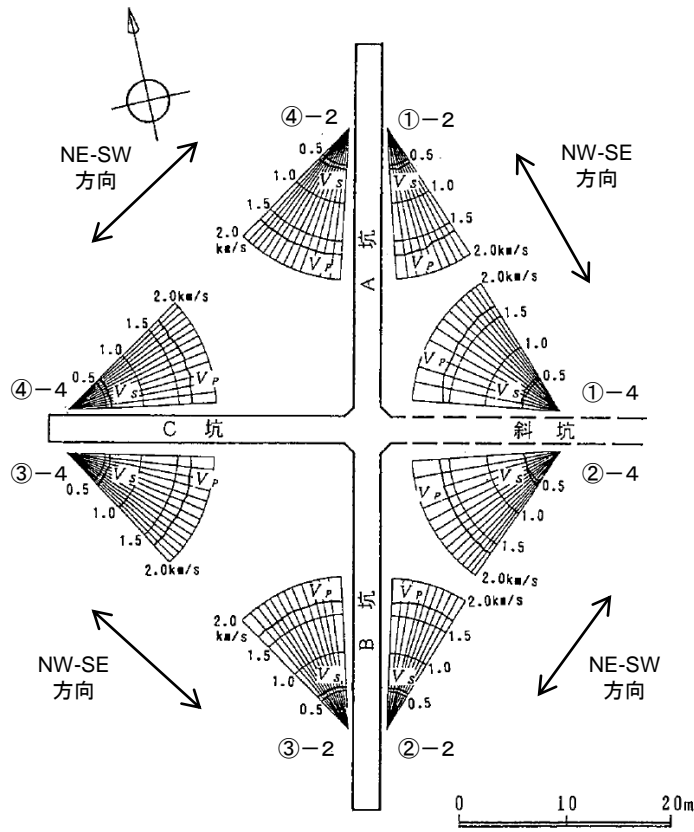 ④-2
①-2
NE-SW
方向
NW-SE
方向
0.5
1.0
1.5
2.0
km/s
Vs
Vp
0.5
1.0
1.5
2.0km/s
Vs
Vp
A 坑
2.0km/s
1.5
1.0
0.5
Vs
Vp
④-4
2.0km/s
1.5
1.0
0.5
Vp
Vs
①-4
C 坑
斜 坑
③-4
0.5
1.0
1.5
2.0km/s
Vs
Vp
②-4
0.5
1.0
1.5
2.0km/s
Vp
Vs
B 坑
2.0
km/s
1.5
1.0
0.5
Vp
Vs
2.0km/s
1.5
1.0
0.5
Vp
Vs
NW-SE
方向
NE-SW
方向
③-2
②-2
0 10 20m